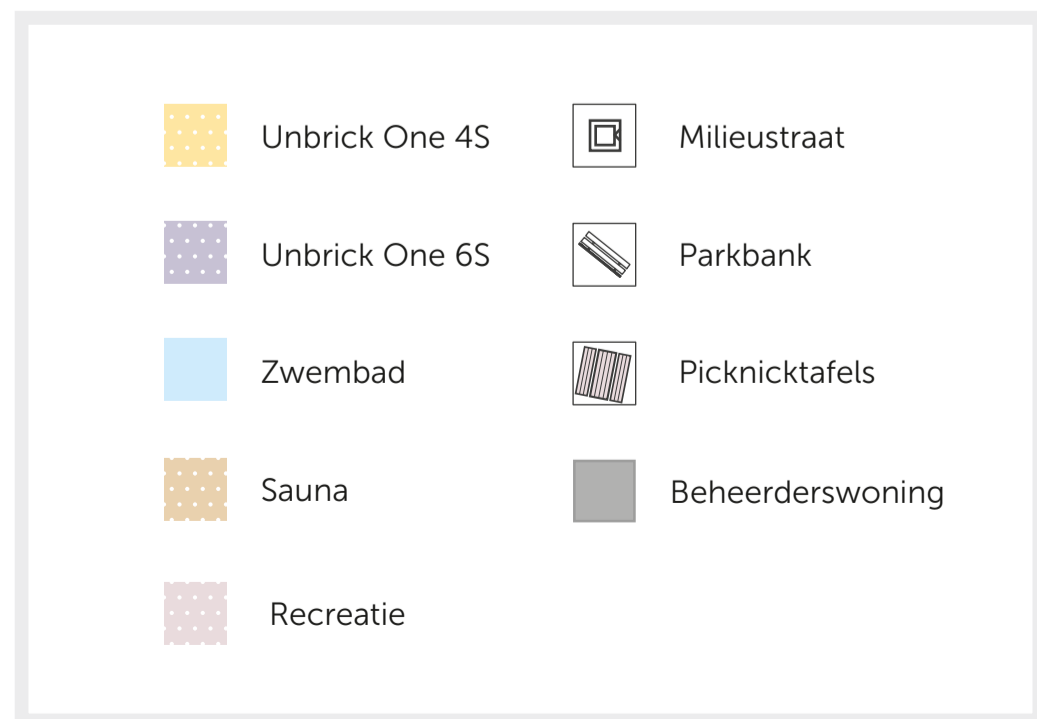 Unbrick One 4S
Unbrick One 6S
Zwembad
Sauna
Recreatie
Milieustraat
Parkbank
Picknicktafels
Beheerderswoning